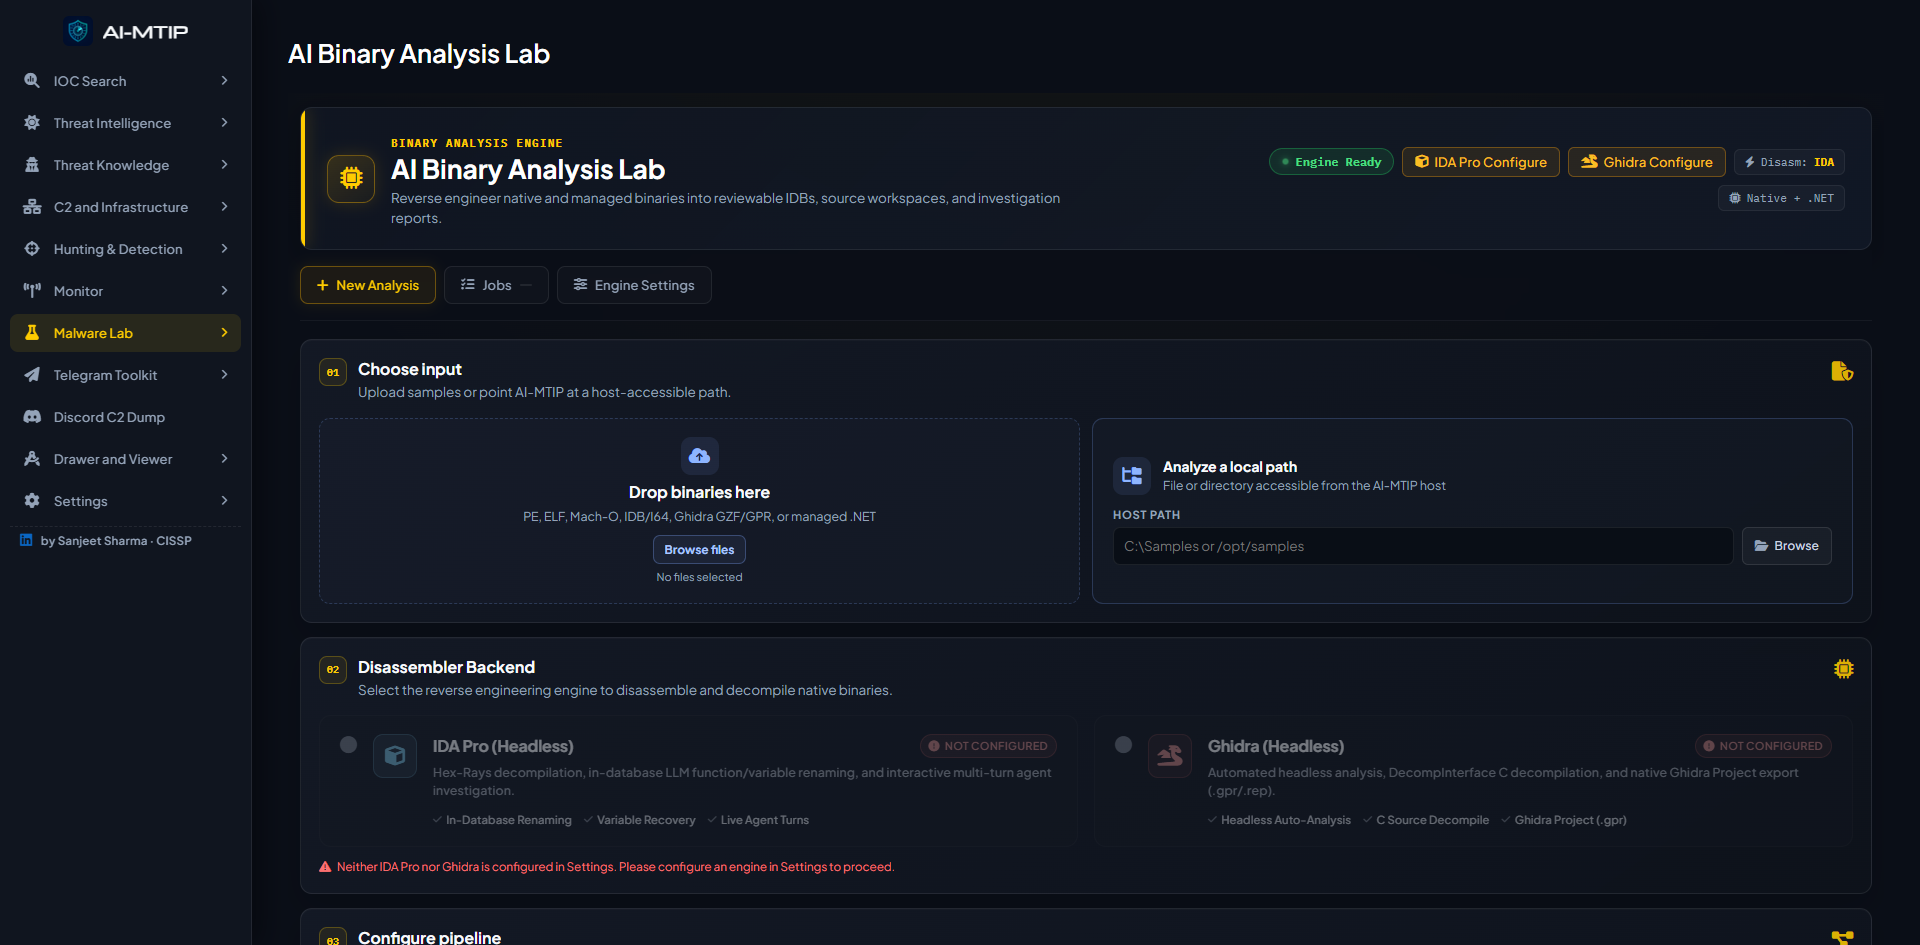 AI-MTIP
IOC Search
Threat Intelligence
Threat Knowledge
C2 and Infrastructure
Hunting & Detection
Monitor
Malware Lab
Telegram Toolkit
Discord C2 Dump
Drawer and Viewer
Settings
by Sanjeet Sharma · CISSP
AI Binary Analysis Lab
BINARY ANALYSIS ENGINE
AI Binary Analysis Lab
Reverse engineer native and managed binaries into reviewable IDBs, source workspaces, and investigation
reports.
Engine Ready
IDA Pro Configure
Ghidra Configure
Disasm: IDA
Native + .NET
New Analysis
Jobs —
Engine Settings
01
Choose input
Upload samples or point AI-MTIP at a host-accessible path.
Drop binaries here
PE, ELF, Mach-O, IDB/I64, Ghidra GZF/GPR, or managed .NET
Browse files
No files selected
Analyze a local path
File or directory accessible from the AI-MTIP host
HOST PATH
C:\Samples or /opt/samples
Browse
02
Disassembler Backend
Select the reverse engineering engine to disassemble and decompile native binaries.
IDA Pro (Headless)
NOT CONFIGURED
Hex-Rays decompilation, in-database LLM function/variable renaming, and interactive multi-turn agent
investigation.
In-Database Renaming
Variable Recovery
Live Agent Turns
Ghidra (Headless)
NOT CONFIGURED
Automated headless analysis, DecompInterface C decompilation, and native Ghidra Project export
(.gpr/.rep).
Headless Auto-Analysis
C Source Decompile
Ghidra Project (.gpr)
Neither IDA Pro nor Ghidra is configured in Settings. Please configure an engine in Settings to proceed.
03
Configure pipeline